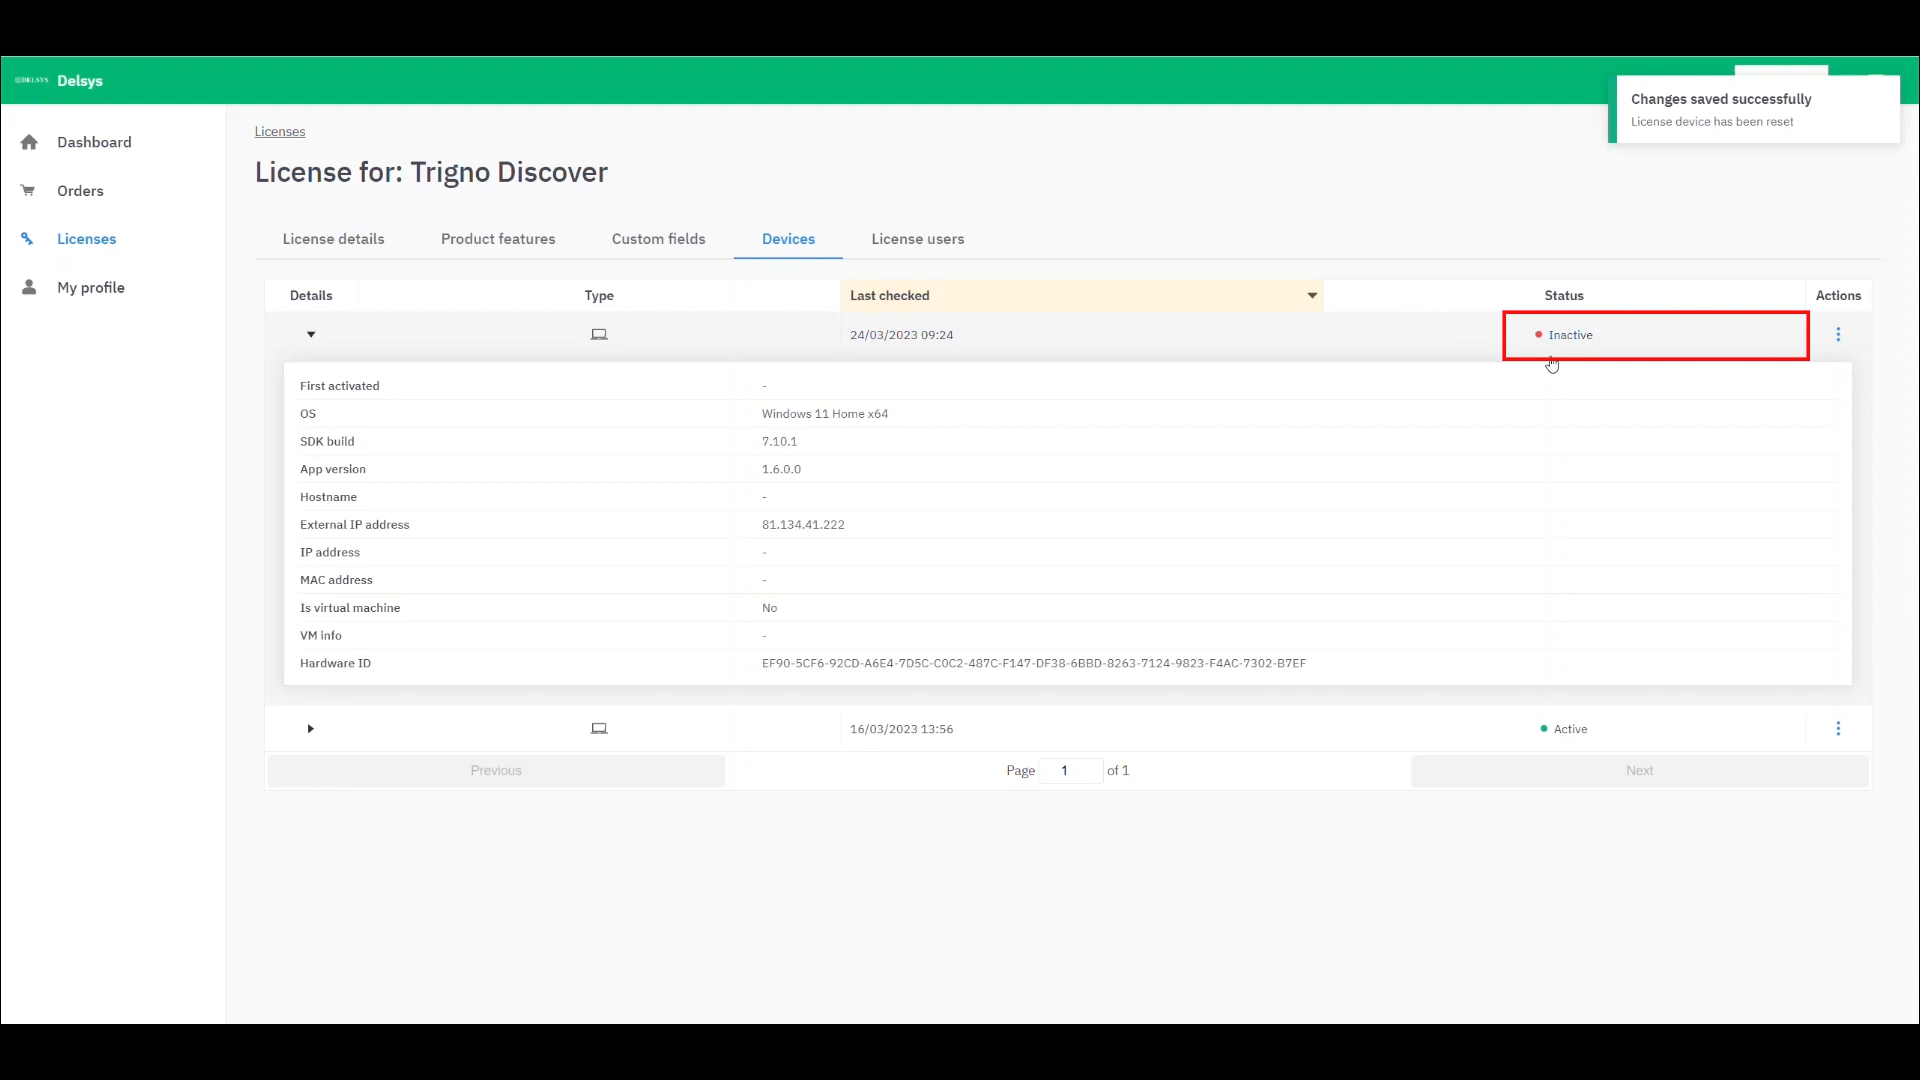 DELSYS Delsys
Changes saved successfully
License device has been reset
Dashboard
Orders
Licenses
My profile
Licenses
License for: Trigno Discover
License details Product features Custom fields Devices License users
Details Type Last checked Status Actions
24/03/2023 09:24 Inactive
First activated -
OS Windows 11 Home x64
SDK build 7.10.1
App version 1.6.0.0
Hostname -
External IP address 81.134.41.222
IP address -
MAC address -
Is virtual machine No
VM info -
Hardware ID EF90-5CF6-92CD-A6E4-7D5C-C0C2-487C-F147-DF38-6BBD-8263-7124-9823-F4AC-7302-B7EF
16/03/2023 13:56 Active
Previous Page 1 of 1 Next